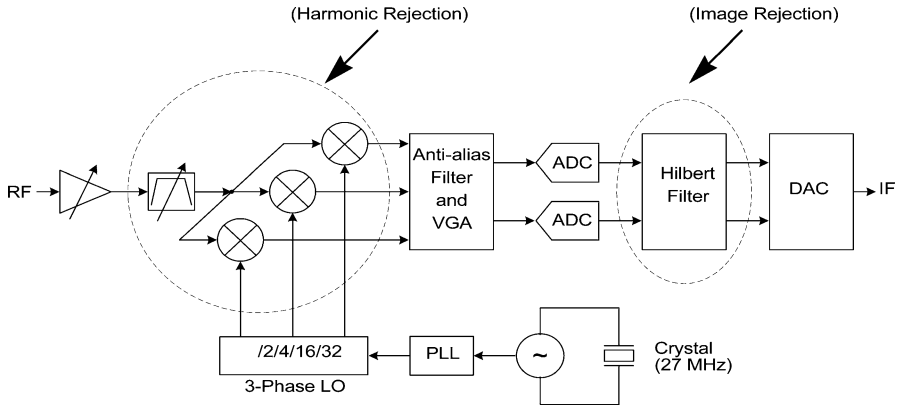 (Harmonic Rejection)
(Image Rejection)
RF
Anti-alias
Filter
and
VGA
ADC
ADC
Hilbert
Filter
DAC
IF
/2/4/16/32
3-Phase LO
PLL
~
Crystal
(27 MHz)